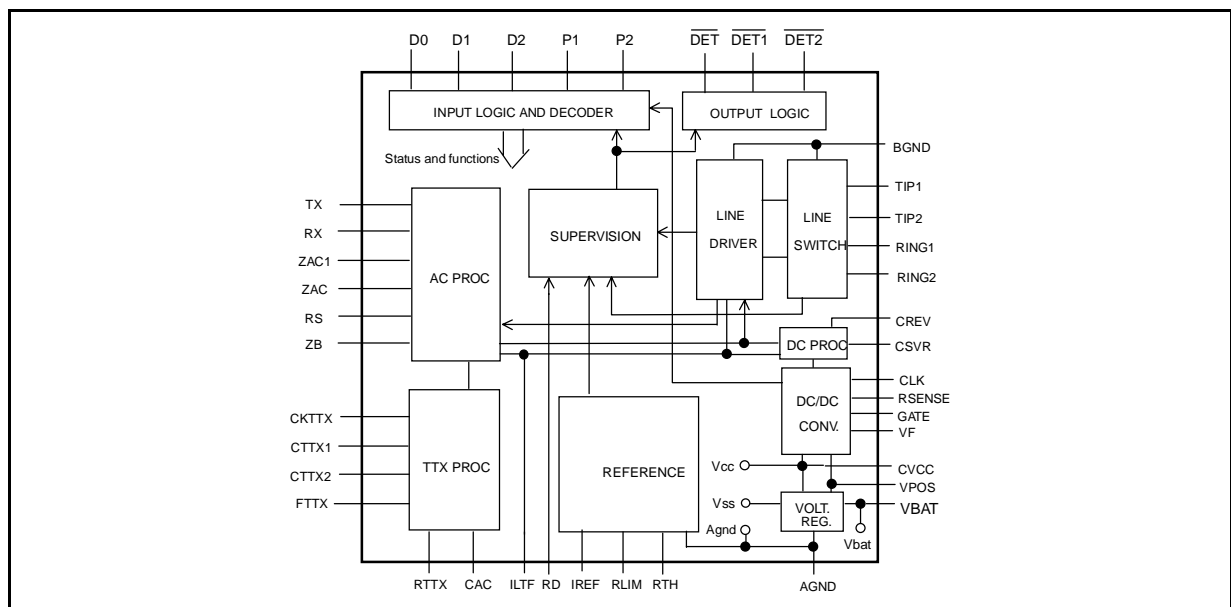 D0 D1 D2 P1 P2 DET DET1 DET2
INPUT LOGIC AND DECODER
OUTPUT LOGIC
Status and functions
BGND
TIP1
TIP2
RING1
RING2
TX
RX
ZAC1
ZAC
RS
ZB
AC PROC
SUPERVISION
LINE
DRIVER
LINE
SWITCH
CREV
CSVR
DC PROC
CLK
RSENSE
GATE
VF
DC/DC
CONV.
CKTTX
CTTX1
CTTX2
FTTX
TTX PROC
REFERENCE
Vcc
Vss
Agnd
CVCC
VPOS
VBAT
VOLT.
REG.
Vbat
RTTX CAC ILTF RD IREF RLIM RTH AGND